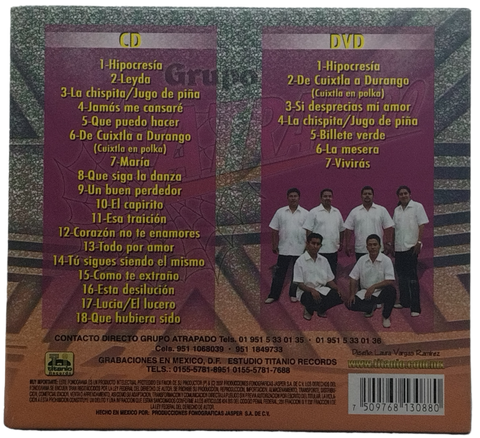 CD
Grupo
1-Hipocresía
2-Leyda
3-La chispita/Jugo de piña
4-Jamás me cansaré
5-Que puedo hacer
6-De Cuixtla a Durango
(Cuixtla en polka)
7-María
8-Que siga la danza
9-Un buen perdedor
10-El capirito
11-Esa traición
12-Corazón no te enamores
13-Todo por amor
14-Tú sigues siendo el mismo
15-Como te extraño
16-Esta desilución
17-Lucía/El lucero
18-Que hubiera sido
DVD
1-Hipocresía
2-De Cuixtla a Durango
(Cuixtla en polka)
3-Si desprecias mi amor
4-La chispita/Jugo de piña
5-Billete verde
6-La mesera
7-Vivirás
CONTACTO DIRECTO GRUPO ATRAPADO Tels. 01 951 5 33 01 35 - 01 951 5 33 01 36
Cels. 951 1068039 - 951 1849733
GRABACIONES EN MEXICO, D.F. ESTUDIO TITANIO RECORDS
TELS.: 0155-5781-8951 0155-5781-7688
Diseño: Laura Vargas Ramírez
titanio
records
HECHO EN MEXICO POR: PRODUCCIONES FONOGRAFICAS JASPER S.A. DE C.V.
7 509768 130880